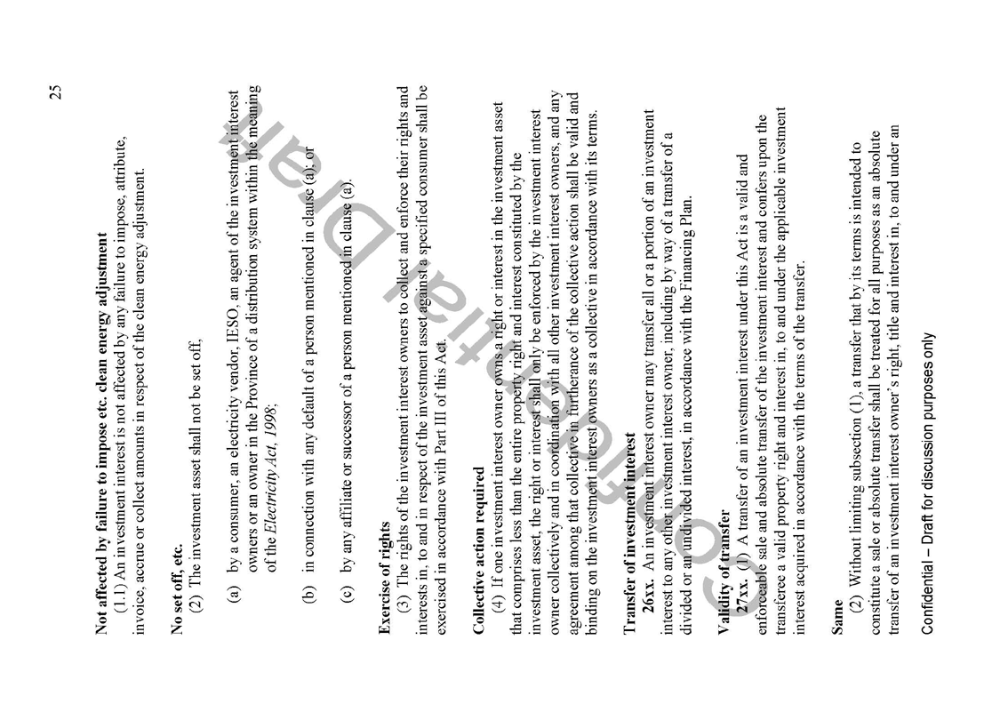 25
Not affected by failure to impose etc. clean energy adjustment
(1.1) An investment interest is not affected by any failure to impose, attribute,
invoice, accrue or collect amounts in respect of the clean energy adjustment.
No set off, etc.
(2) The investment asset shall not be set off,
(a) by a consumer, an electricity vendor, IESO, an agent of the investment interest
owners or an owner in the Province of a distribution system within the meaning
of the Electricity Act, 1998;
(b) in connection with any default of a person mentioned in clause (a); or
(c) by any affiliate or successor of a person mentioned in clause (a).
Exercise of rights
(3) The rights of the investment interest owners to collect and enforce their rights and
interests in, to and in respect of the investment asset against a specified consumer shall be
exercised in accordance with Part III of this Act.
Collective action required
(4) If one investment interest owner owns a right or interest in the investment asset
that comprises less than the entire property right and interest constituted by the
investment asset, the right or interest shall only be enforced by the investment interest
owner collectively and in coordination with all other investment interest owners, and any
agreement among that collective in furtherance of the collective action shall be valid and
binding on the investment interest owners as a collective in accordance with its terms.
Transfer of investment interest
26xx. An investment interest owner may transfer all or a portion of an investment
interest to any other investment interest owner, including by way of a transfer of a
divided or an undivided interest, in accordance with the Financing Plan.
Validity of transfer
27xx. (1) A transfer of an investment interest under this Act is a valid and
enforceable sale and absolute transfer of the investment interest and confers upon the
transferee a valid property right and interest in, to and under the applicable investment
interest acquired in accordance with the terms of the transfer.
Same
(2) Without limiting subsection (1), a transfer that by its terms is intended to
constitute a sale or absolute transfer shall be treated for all purposes as an absolute
transfer of an investment interest owner's right, title and interest in, to and under an
Confidential – Draft for discussion purposes only
Confidential Draft